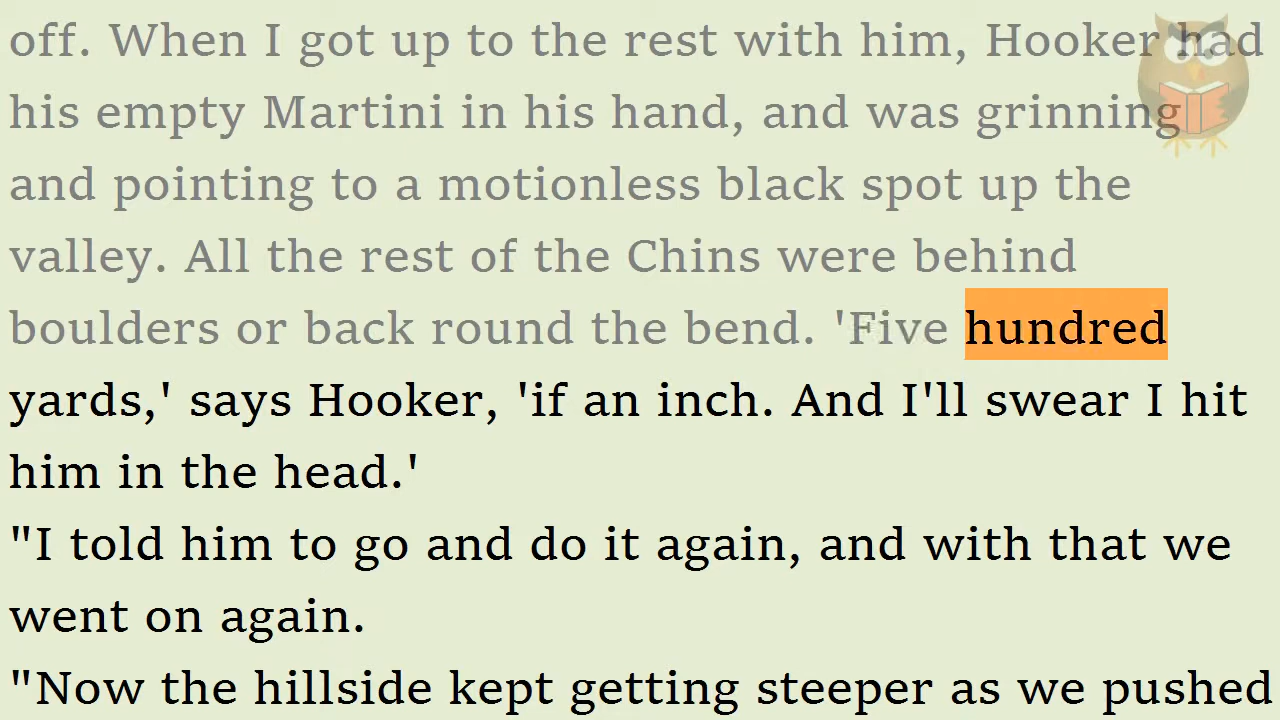 off. When I got up to the rest with him, Hooker had
his empty Martini in his hand, and was grinning
and pointing to a motionless black spot up the
valley. All the rest of the Chins were behind
boulders or back round the bend. 'Five hundred
yards,' says Hooker, 'if an inch. And I'll swear I hit
him in the head.'
"I told him to go and do it again, and with that we
went on again.
"Now the hillside kept getting steeper as we pushed